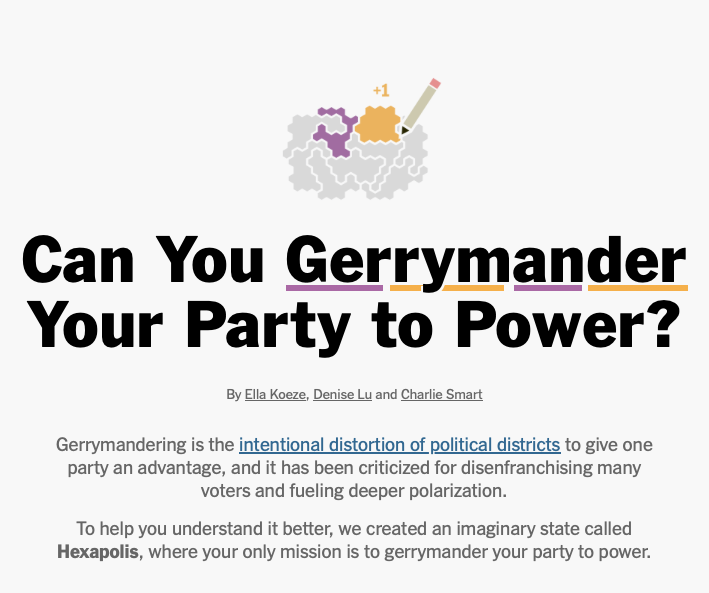 +1
Can You Gerrymander
Your Party to Power?
By Ella Koeze, Denise Lu and Charlie Smart
Gerrymandering is the intentional distortion of political districts to give one
party an advantage, and it has been criticized for disenfranchising many
voters and fueling deeper polarization.
To help you understand it better, we created an imaginary state called
Hexapolis, where your only mission is to gerrymander your party to power.